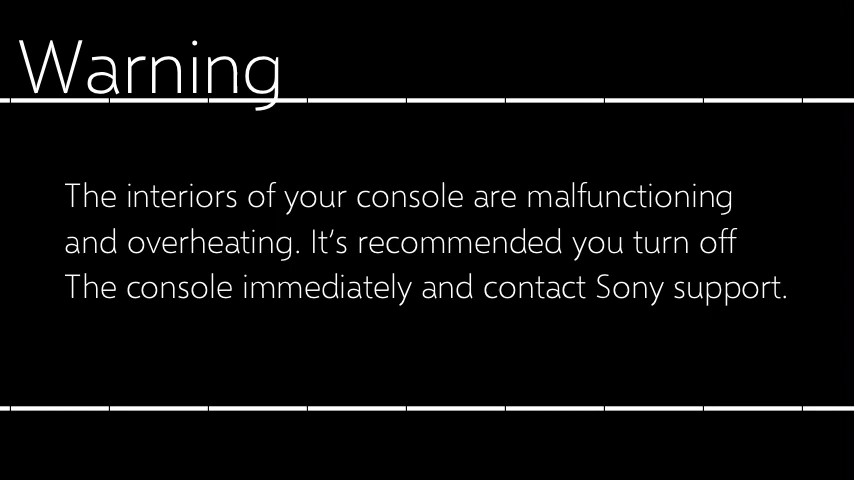 Warning
The interiors of your console are malfunctioning
and overheating. It's recommended you turn off
The console immediately and contact Sony support.